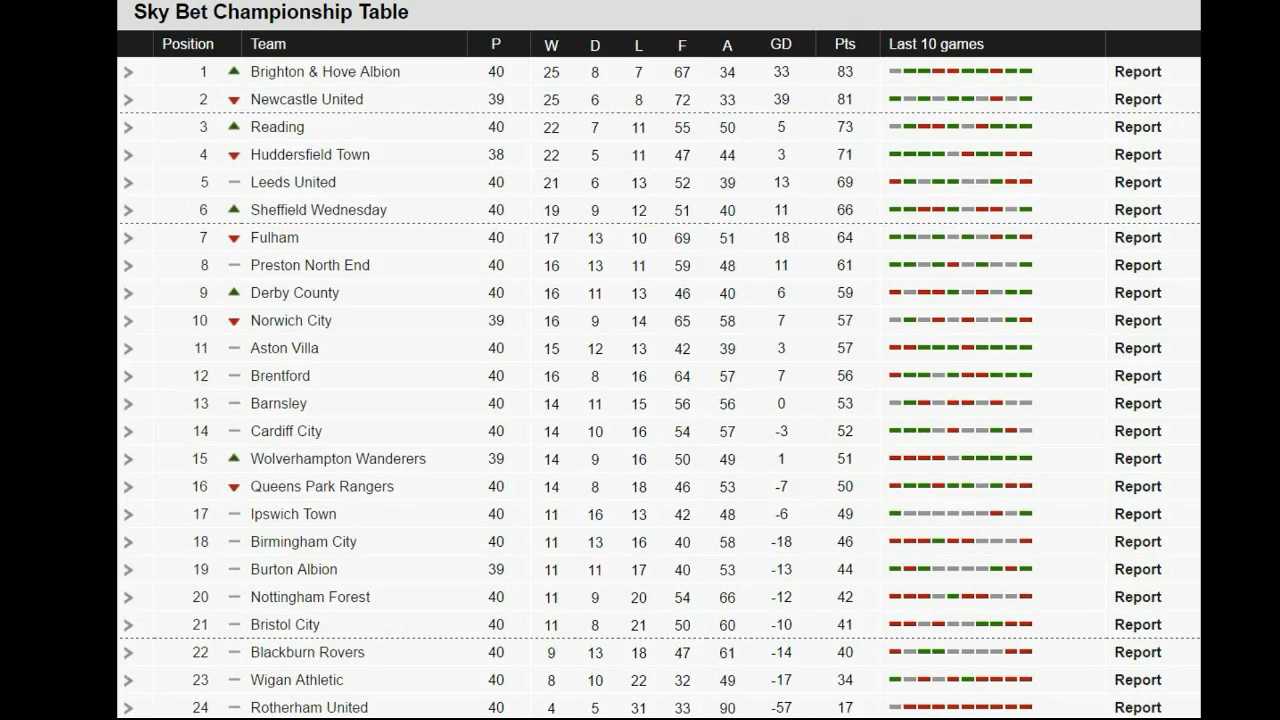 Sky Bet Championship Table
Position Team P W D L F A GD Pts Last 10 games
1 Brighton & Hove Albion 40 25 8 7 67 34 33 83 Report
2 Newcastle United 39 25 6 8 72 33 39 81 Report
3 Reading 40 22 7 11 55 50 5 73 Report
4 Huddersfield Town 38 22 5 11 47 44 3 71 Report
5 Leeds United 40 21 6 13 52 39 13 69 Report
6 Sheffield Wednesday 40 19 9 12 51 40 11 66 Report
7 Fulham 40 17 13 10 69 51 18 64 Report
8 Preston North End 40 16 13 11 59 48 11 61 Report
9 Derby County 40 16 11 13 46 40 6 59 Report
10 Norwich City 39 16 9 14 65 58 7 57 Report
11 Aston Villa 40 15 12 13 42 39 3 57 Report
12 Brentford 40 16 8 16 64 57 7 56 Report
13 Barnsley 40 14 11 15 56 56 0 53 Report
14 Cardiff City 40 14 10 16 54 57 -3 52 Report
15 Wolverhampton Wanderers 39 14 9 16 50 49 1 51 Report
16 Queens Park Rangers 40 14 8 18 46 53 -7 50 Report
17 Ipswich Town 40 11 16 13 42 48 -6 49 Report
18 Birmingham City 40 11 13 16 40 58 -18 46 Report
19 Burton Albion 39 11 11 17 40 53 -13 44 Report
20 Nottingham Forest 40 11 9 20 54 66 -12 42 Report
21 Bristol City 40 11 8 21 50 60 -10 41 Report
22 Blackburn Rovers 40 9 13 18 47 61 -14 40 Report
23 Wigan Athletic 40 8 10 22 32 49 -17 34 Report
24 Rotherham United 40 4 5 31 33 90 -57 17 Report